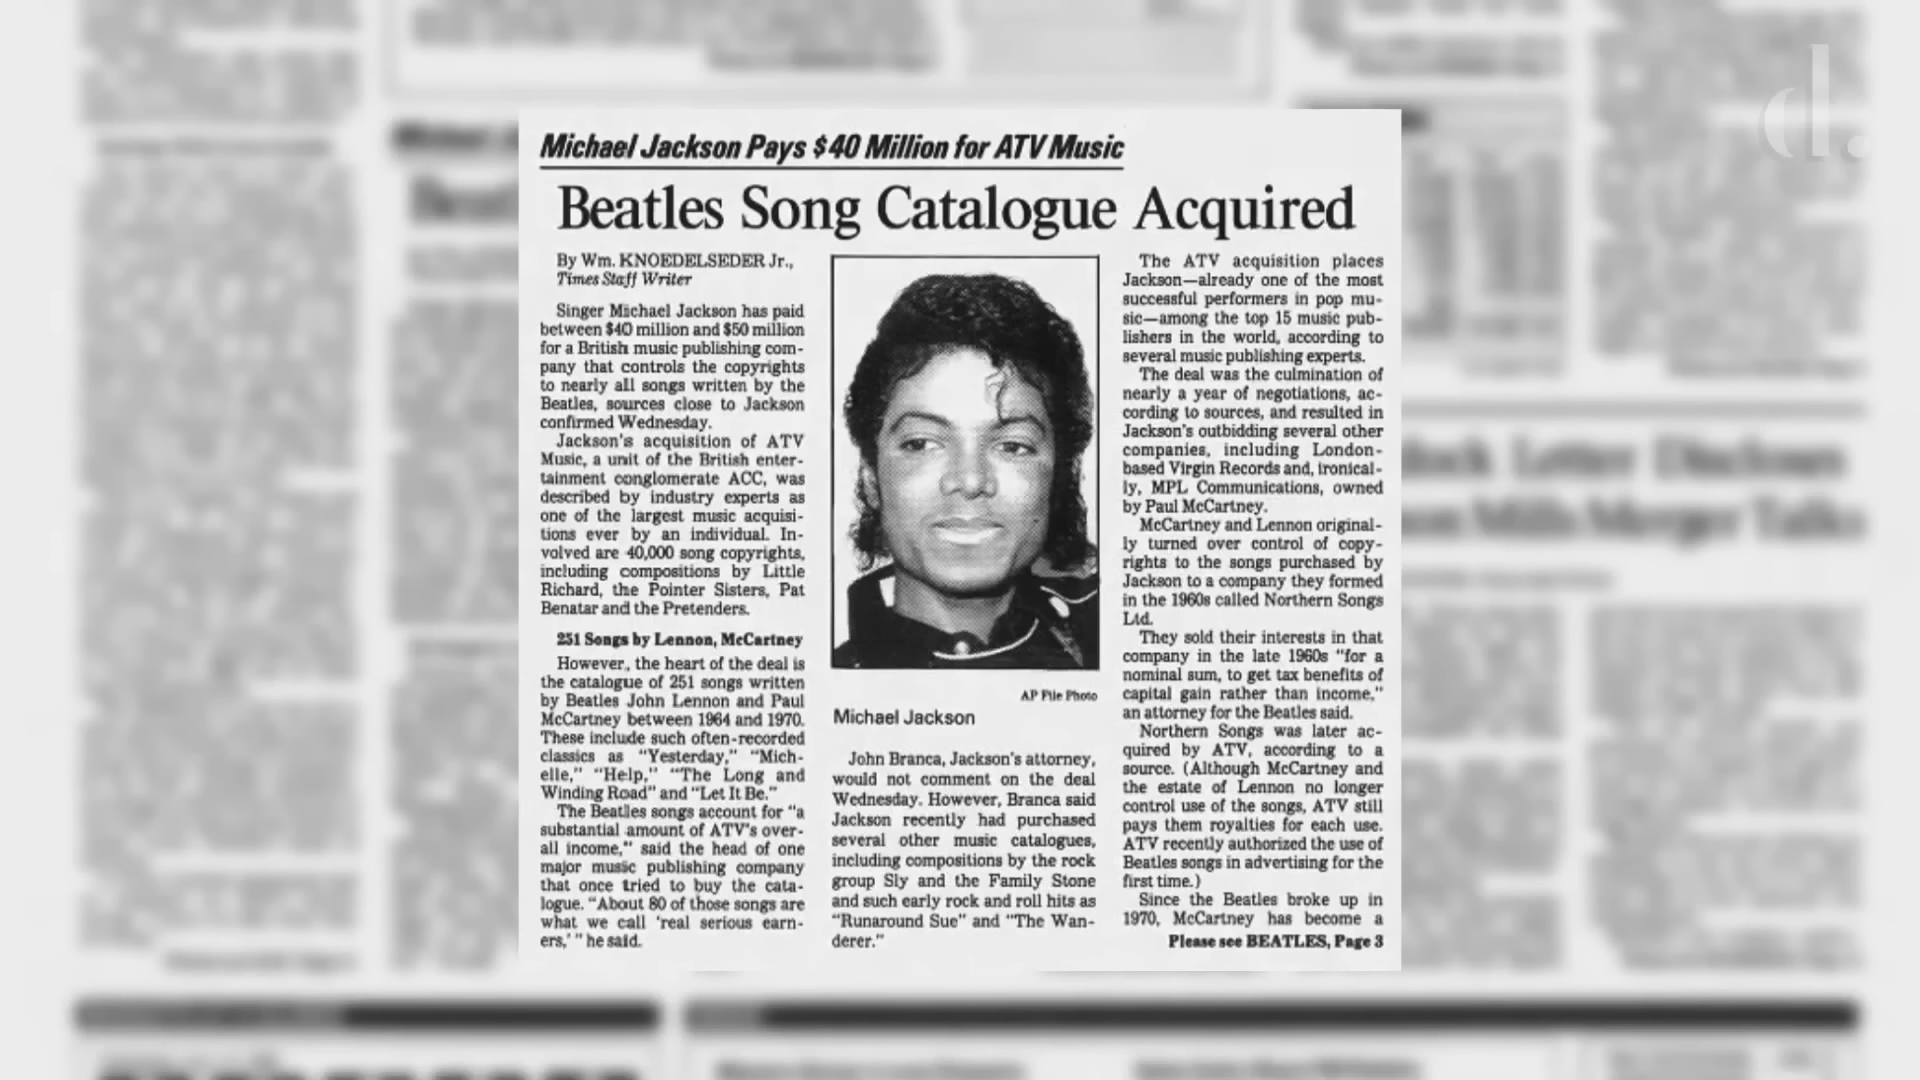 Michael Jackson Pays $40 Million for ATV Music
Beatles Song Catalogue Acquired
By Wm. KNOEDELSEDER Jr.,
Times Staff Writer
Singer Michael Jackson has paid
between $40 million and $50 million
for a British music publishing com-
pany that controls the copyrights
to nearly all songs written by the
Beatles, sources close to Jackson
confirmed Wednesday.
Jackson's acquisition of ATV
Music, a unit of the British enter-
tainment conglomerate ACC, was
described by industry experts as
one of the largest music acquisi-
tions ever by an individual. In-
volved are 40,000 song copyrights,
including compositions by Little
Richard, the Pointer Sisters, Pat
Benatar and the Pretenders.
251 Songs by Lennon, McCartney
However, the heart of the deal is
the catalogue of 251 songs written
by Beatles John Lennon and Paul
McCartney between 1964 and 1970.
These include such often-recorded
classics as "Yesterday," "Mich-
elle," "Help," "The Long and
Winding Road" and "Let It Be."
The Beatles songs account for "a
substantial amount of ATV's over-
all income," said the head of one
major music publishing company
that once tried to buy the cata-
logue. "About 80 of those songs are
what we call 'real serious earn-
ers,' " he said.
AP File Photo
Michael Jackson
John Branca, Jackson's attorney,
would not comment on the deal
Wednesday. However, Branca said
Jackson recently had purchased
several other music catalogues,
including compositions by the rock
group Sly and the Family Stone
and such early rock and roll hits as
"Runaround Sue" and "The Wan-
derer."
The ATV acquisition places
Jackson—already one of the most
successful performers in pop mu-
sic—among the top 15 music pub-
lishers in the world, according to
several music publishing experts.
The deal was the culmination of
nearly a year of negotiations, ac-
cording to sources, and resulted in
Jackson's outbidding several other
companies, including London-
based Virgin Records and, ironical-
ly, MPL Communications, owned
by Paul McCartney.
McCartney and Lennon original-
ly turned over control of copy-
rights to the songs purchased by
Jackson to a company they formed
in the 1960s called Northern Songs
Ltd.
They sold their interests in that
company in the late 1960s "for a
nominal sum, to get tax benefits of
capital gain rather than income,"
an attorney for the Beatles said.
Northern Songs was later ac-
quired by ATV, according to a
source. (Although McCartney and
the estate of Lennon no longer
control use of the songs, ATV still
pays them royalties for each use.
ATV recently authorized the use of
Beatles songs in advertising for the
first time.)
Since the Beatles broke up in
1970, McCartney has become a
Please see BEATLES, Page 3
d.